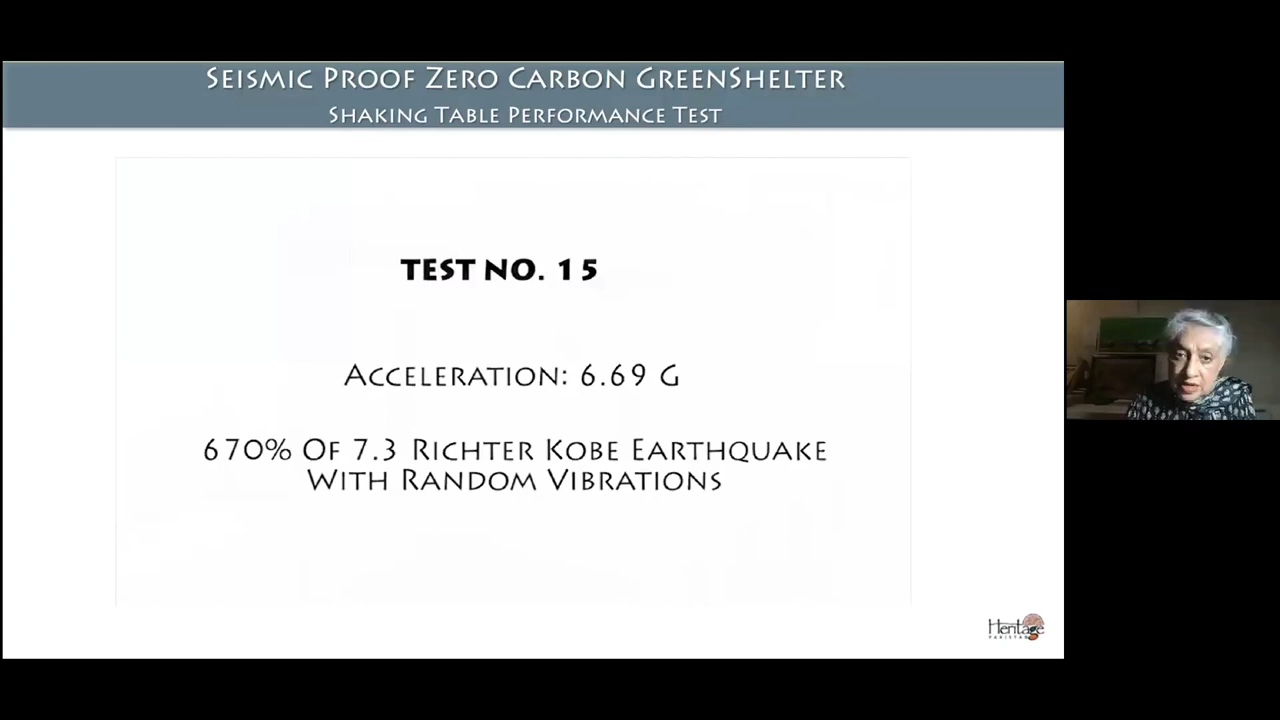 SEISMIC PROOF ZERO CARBON GREENSHELTER
SHAKING TABLE PERFORMANCE TEST
TEST NO. 15
ACCELERATION: 6.69 G
670% OF 7.3 RICHTER KOBE EARTHQUAKE
WITH RANDOM VIBRATIONS
Heritage
PAKISTAN